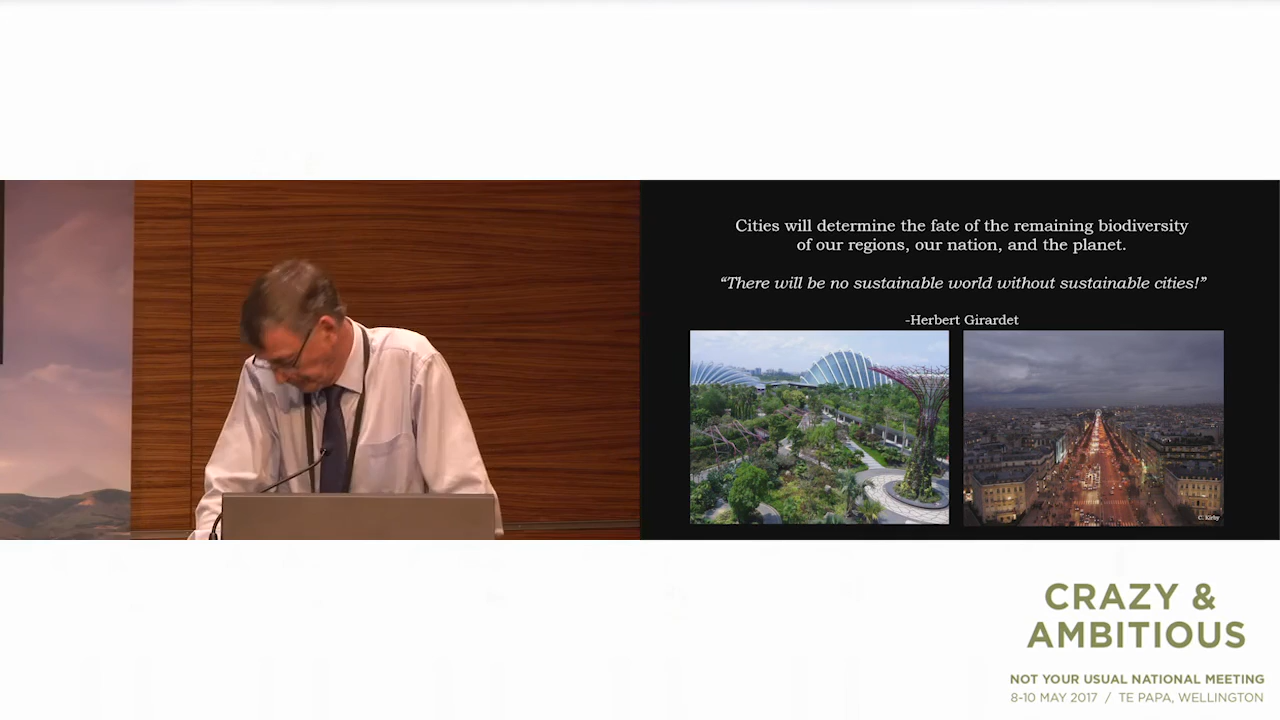 Cities will determine the fate of the remaining biodiversity
of our regions, our nation, and the planet.
“There will be no sustainable world without sustainable cities!”
-Herbert Girardet
C. Kirby
CRAZY &
AMBITIOUS
NOT YOUR USUAL NATIONAL MEETING
8-10 MAY 2017 / TE PAPA, WELLINGTON